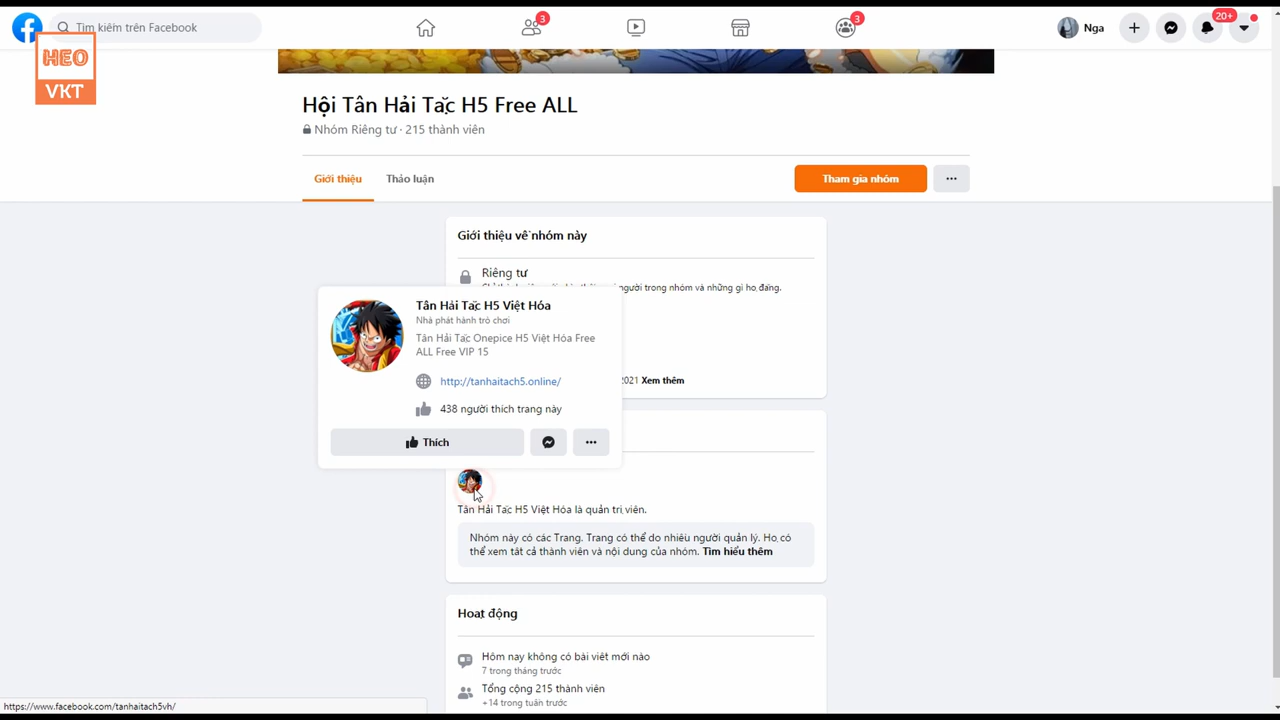 Tìm kiếm trên Facebook
3
3
Nga
20+
HEO
VKT
Hội Tân Hải Tặc H5 Free ALL
Nhóm Riêng tư · 215 thành viên
Giới thiệu
Thảo luận
Tham gia nhóm
Giới thiệu về nhóm này
Riêng tư
người trong nhóm và những gì họ đăng.
Tân Hải Tặc H5 Việt Hóa
Nhà phát hành trò chơi
Tân Hải Tặc Onepice H5 Việt Hóa Free
ALL Free VIP 15
http://tanhaitach5.online/
2021 Xem thêm
438 người thích trang này
Thích
Tân Hải Tặc H5 Việt Hóa là quản trị viên.
Nhóm này có các Trang. Trang có thể do nhiều người quản lý. Họ có
thể xem tất cả thành viên và nội dung của nhóm. Tìm hiểu thêm
Hoạt động
Hôm nay không có bài viết mới nào
7 trong tháng trước
Tổng cộng 215 thành viên
+14 trong tuần trước
https://www.facebook.com/tanhaitach5vh/